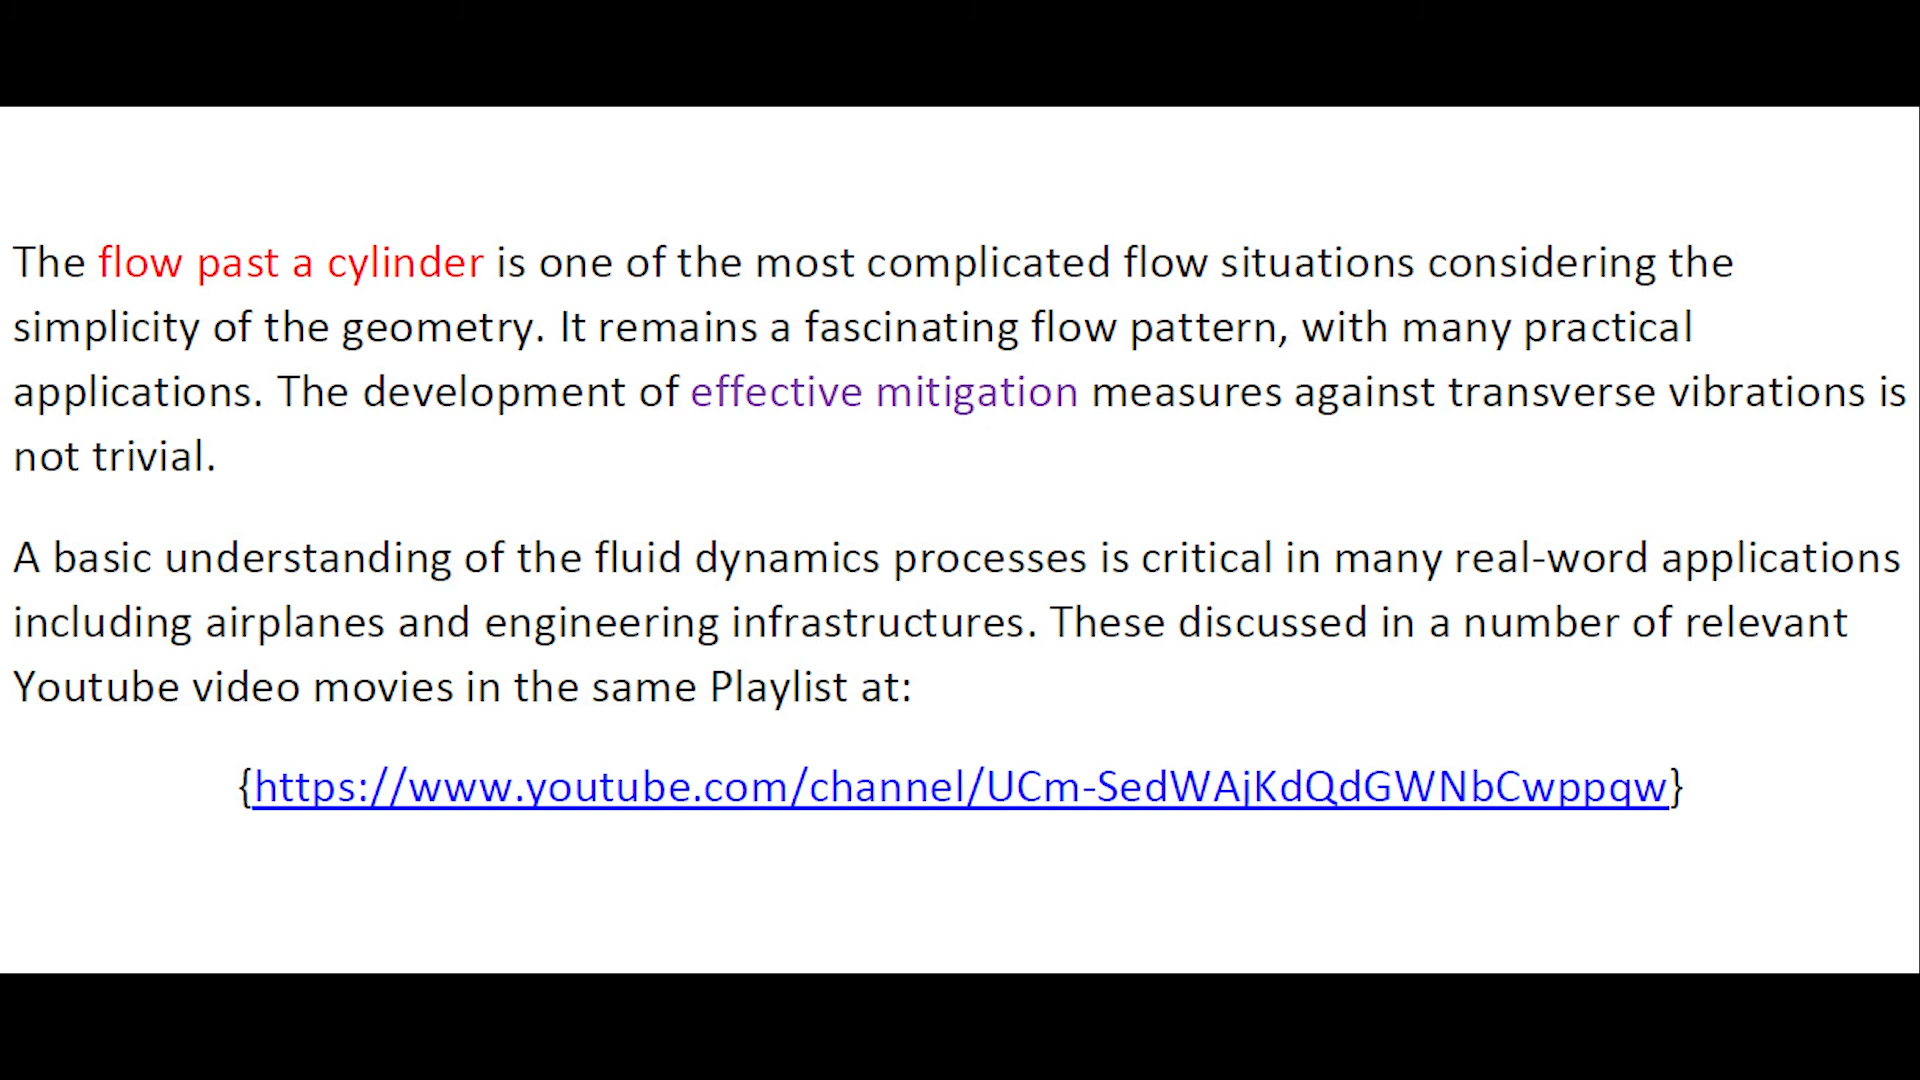 The flow past a cylinder is one of the most complicated flow situations considering the
simplicity of the geometry. It remains a fascinating flow pattern, with many practical
applications. The development of effective mitigation measures against transverse vibrations is
not trivial.
A basic understanding of the fluid dynamics processes is critical in many real-word applications
including airplanes and engineering infrastructures. These discussed in a number of relevant
Youtube video movies in the same Playlist at:
{https://www.youtube.com/channel/UCm-SedWAjKdQdGWNbCwppqw}